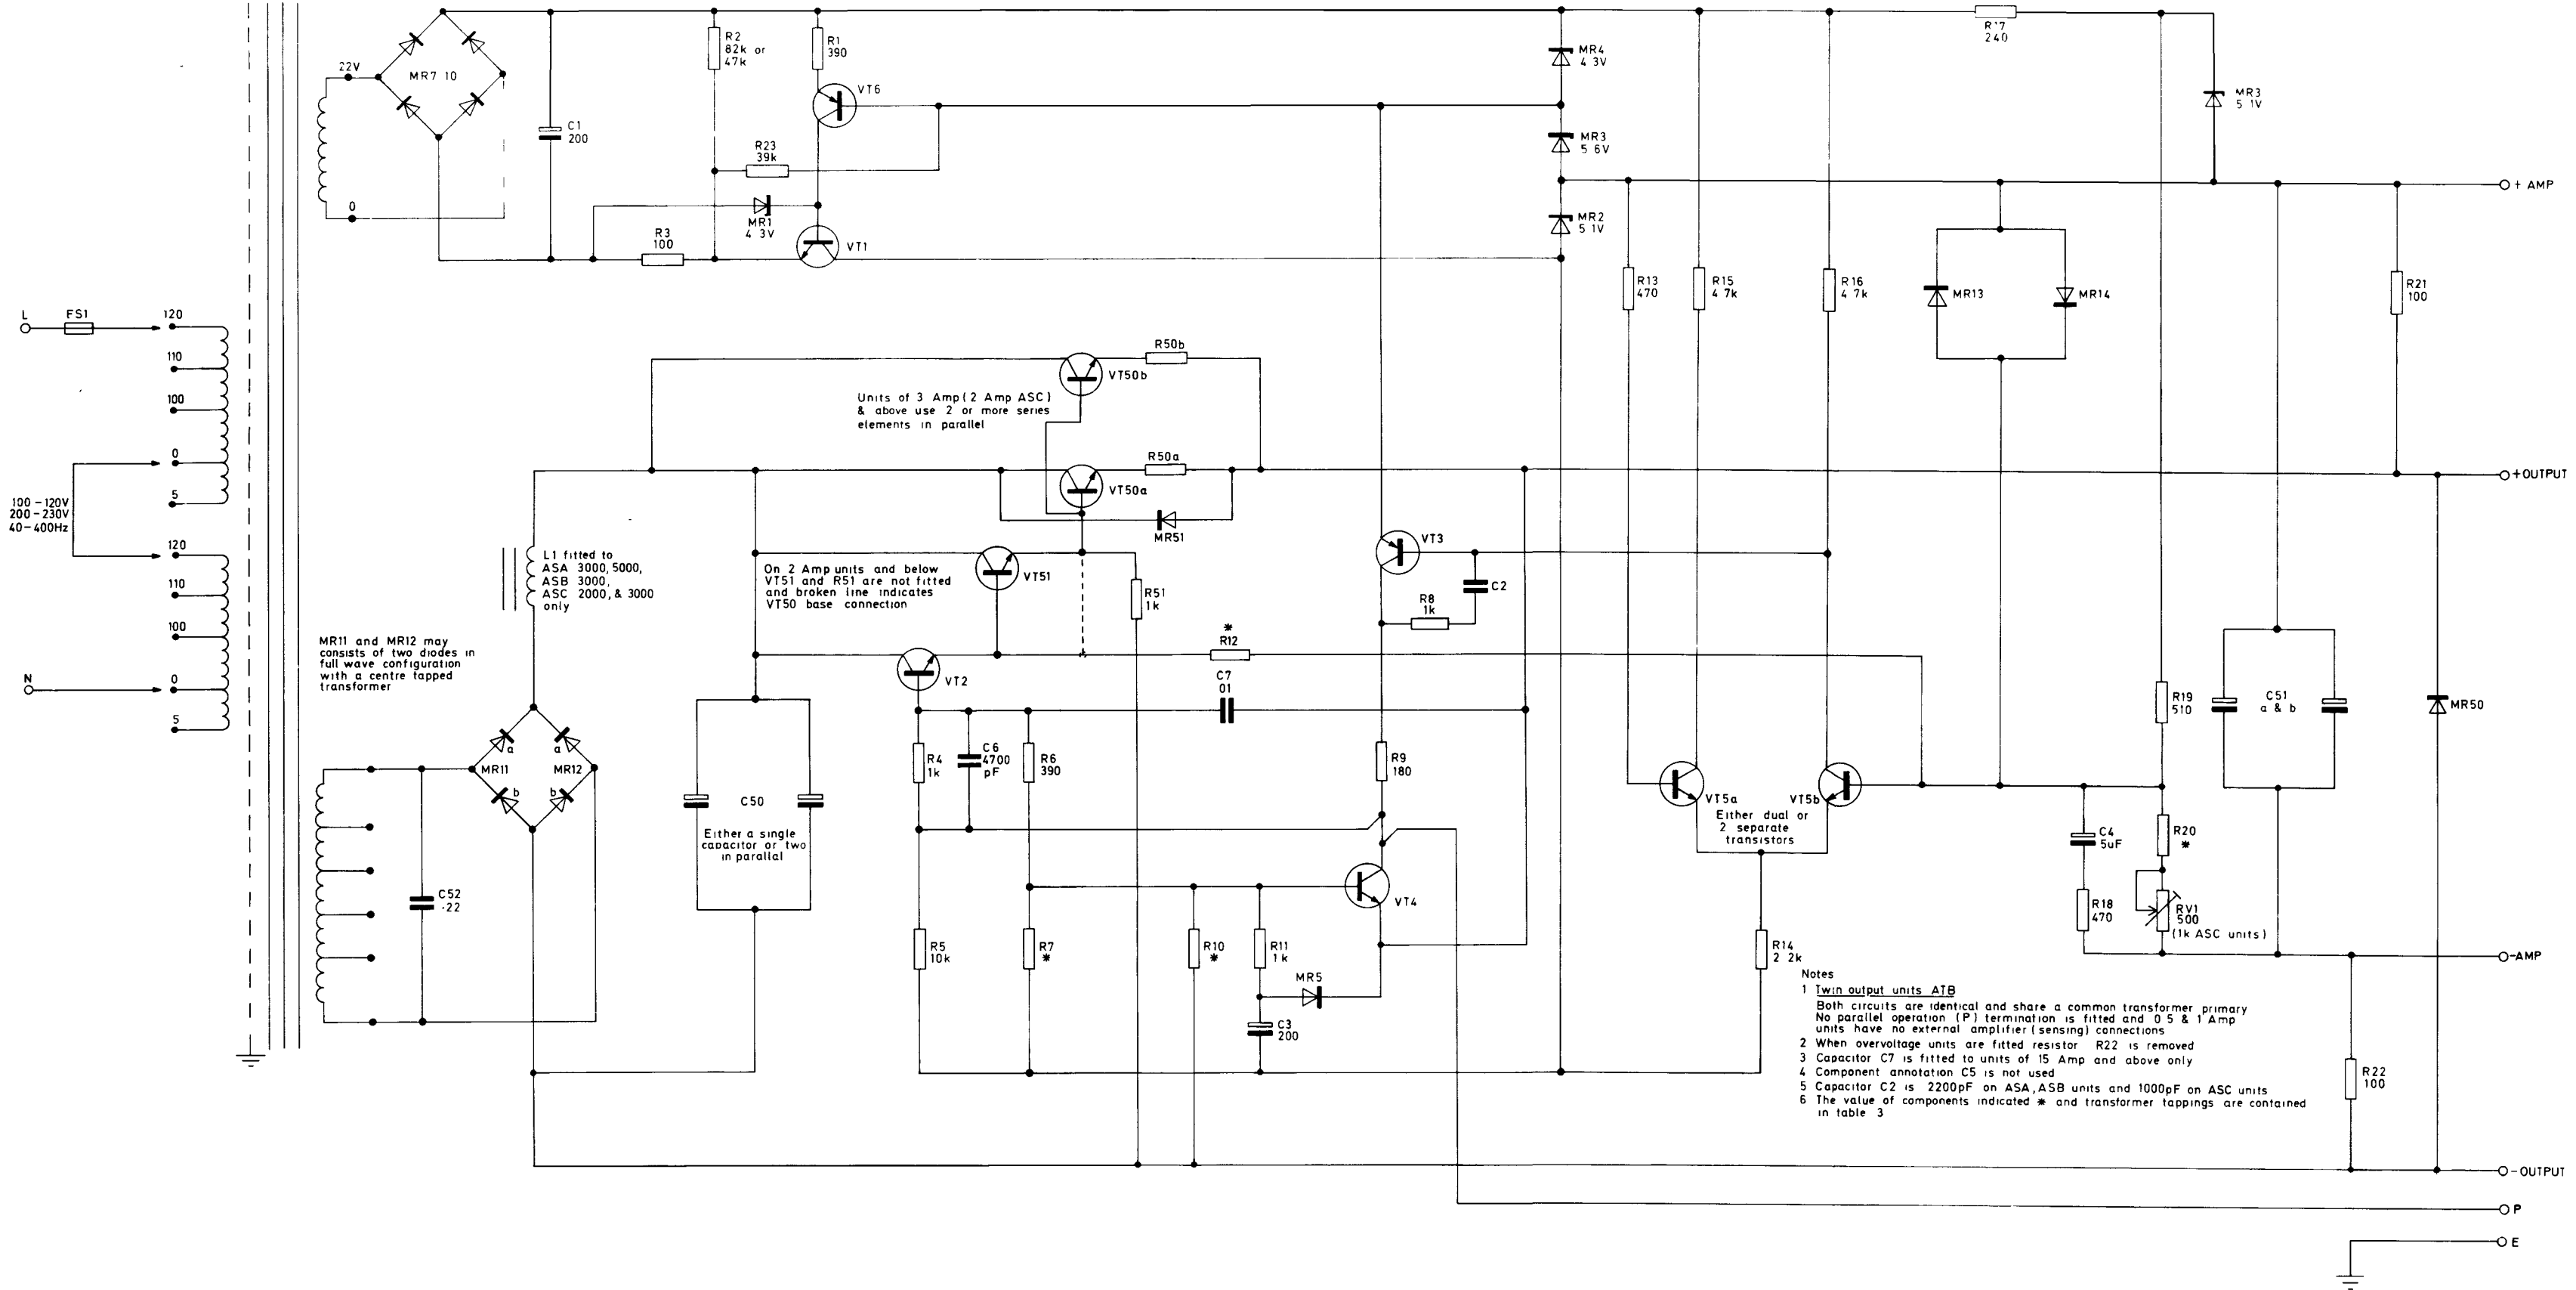 22V
MR7 10
0
C1
200
R2
82k or
47k
R1
390
VT6
R23
39k
MR1
4 3V
VT1
R3
100
MR4
4 3V
MR3
5 6V
MR2
5 1V
R17
240
MR3
5 1V
+ AMP
R13
470
R15
4 7k
R16
4 7k
MR13
MR14
R21
100
L
FS1
120
110
100
0
5
100-120V
200-230V
40-400Hz
120
110
100
0
5
N
Units of 3 Amp (2 Amp ASC)
& above use 2 or more series
elements in parallel
VT50b
R50b
R50a
VT50a
MR51
+OUTPUT
L1 fitted to
ASA 3000, 5000,
ASB 3000,
ASC 2000, & 3000
only
On 2 Amp units and below
VT51 and R51 are not fitted
and broken line indicates
VT50 base connection
VT51
R51
1k
VT3
C2
R8
1k
*
R12
MR11 and MR12 may
consists of two diodes in
full wave configuration
with a centre tapped
transformer
VT2
C7
01
a
a
MR11
MR12
b
b
C52
·22
C50
Either a single
capacitor or two
in parallal
R4
1k
C6
4700
pF
R6
390
R9
180
VT5a
VT5b
Either dual or
2 separate
transistors
R19
510
C51
a & b
MR50
C4
5uF
R20
*
R18
470
RV1
500
(1k ASC units)
VT4
R5
10k
R7
*
R10
*
R11
1k
MR5
C3
200
R14
2 2k
-AMP
Notes
1 Twin output units ATB
Both circuits are identical and share a common transformer primary
No parallel operation (P) termination is fitted and 0 5 & 1 Amp
units have no external amplifier (sensing) connections
2 When overvoltage units are fitted resistor R22 is removed
3 Capacitor C7 is fitted to units of 15 Amp and above only
4 Component annotation C5 is not used
5 Capacitor C2 is 2200pF on ASA, ASB units and 1000pF on ASC units
6 The value of components indicated * and transformer tappings are contained
in table 3
R22
100
-OUTPUT
P
E